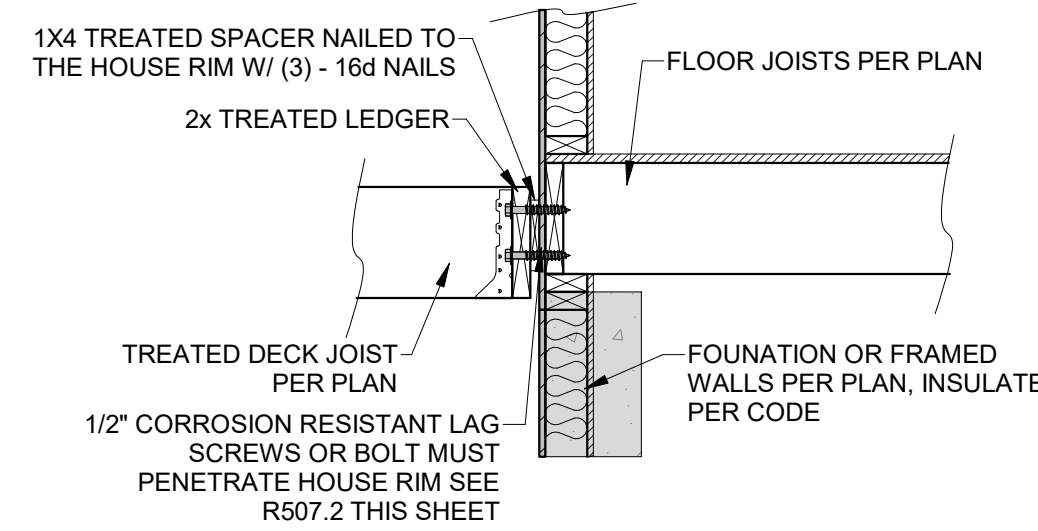 1X4 TREATED SPACER NAILED TO
THE HOUSE RIM W/ (3) - 16d NAILS
2x TREATED LEDGER
FLOOR JOISTS PER PLAN
TREATED DECK JOIST
PER PLAN
1/2" CORROSION RESISTANT LAG
SCREWS OR BOLT MUST
PENETRATE HOUSE RIM SEE
R507.2 THIS SHEET
FOUNATION OR FRAMED
WALLS PER PLAN, INSULATE
PER CODE